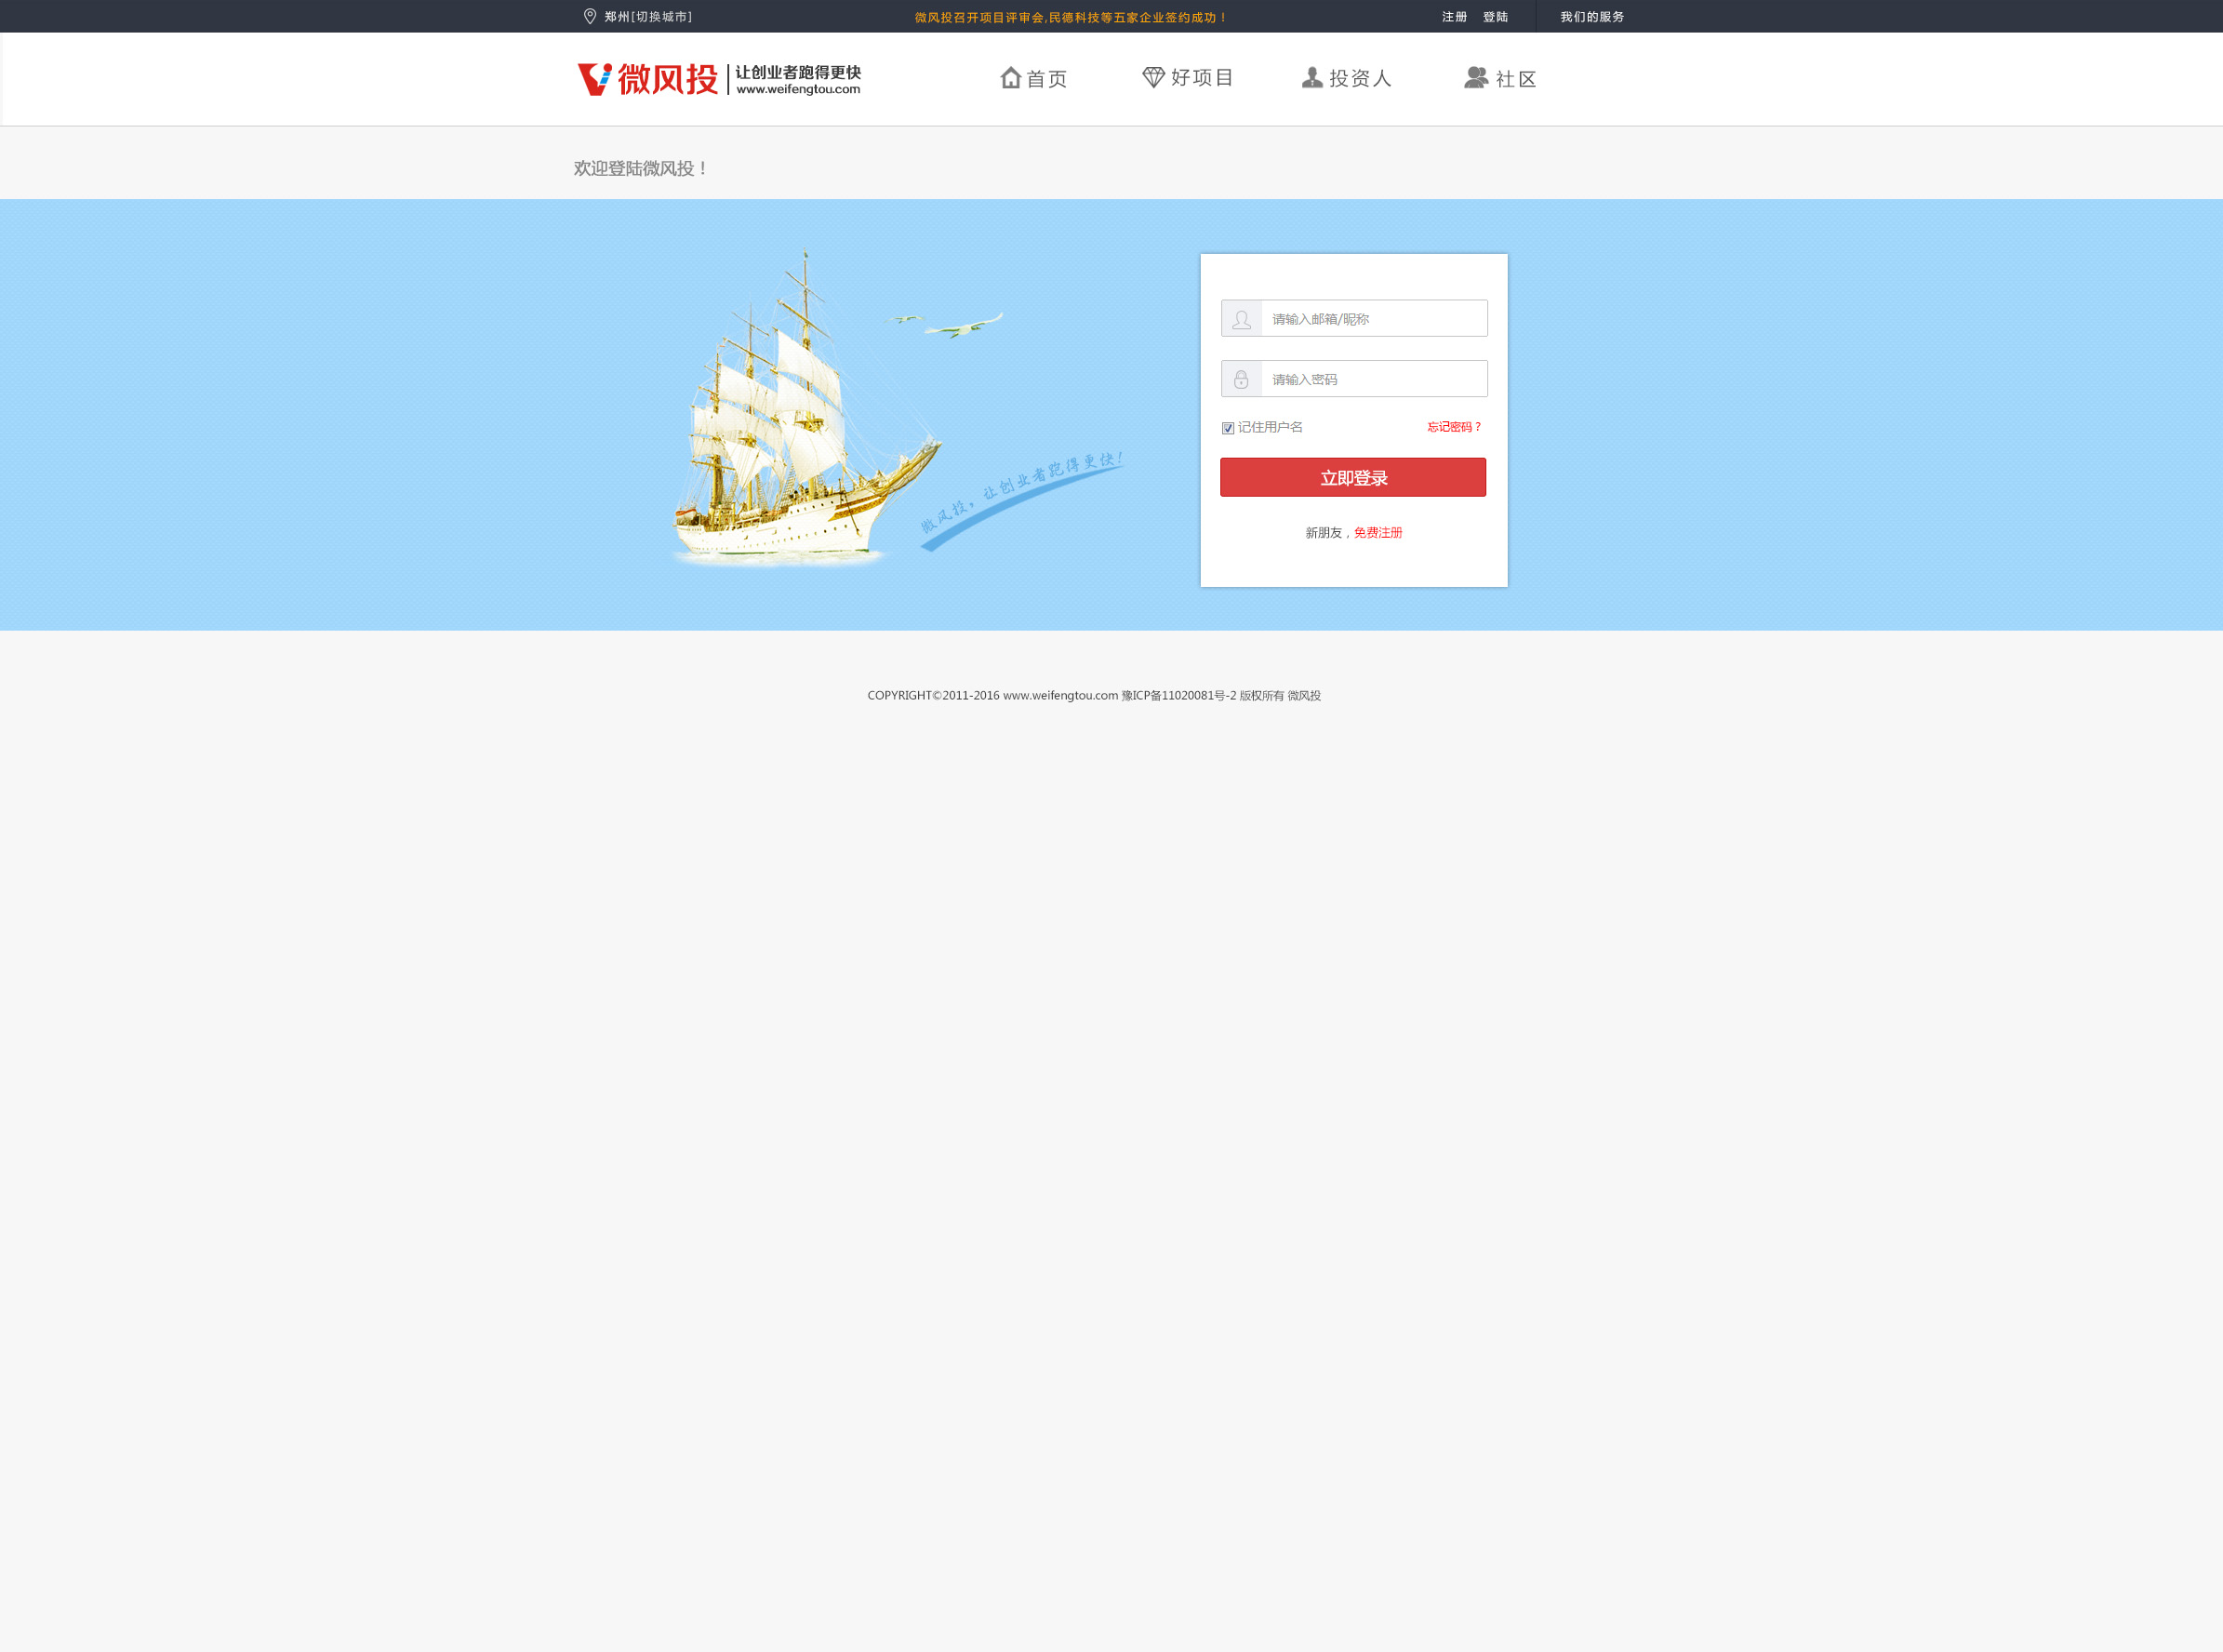 郑州[切换城市]
微风投召开项目评审会,民德科技等五家企业签约成功！
注册 登陆 我们的服务
微风投 让创业者跑得更快
www.weifengtou.com
首页 好项目 投资人 社区
欢迎登陆微风投！
请输入邮箱/昵称
请输入密码
记住用户名 忘记密码？
微风投，让创业者跑得更快!
立即登录
新朋友，免费注册
COPYRIGHT©2011-2016 www.weifengtou.com 豫ICP备11020081号-2 版权所有 微风投